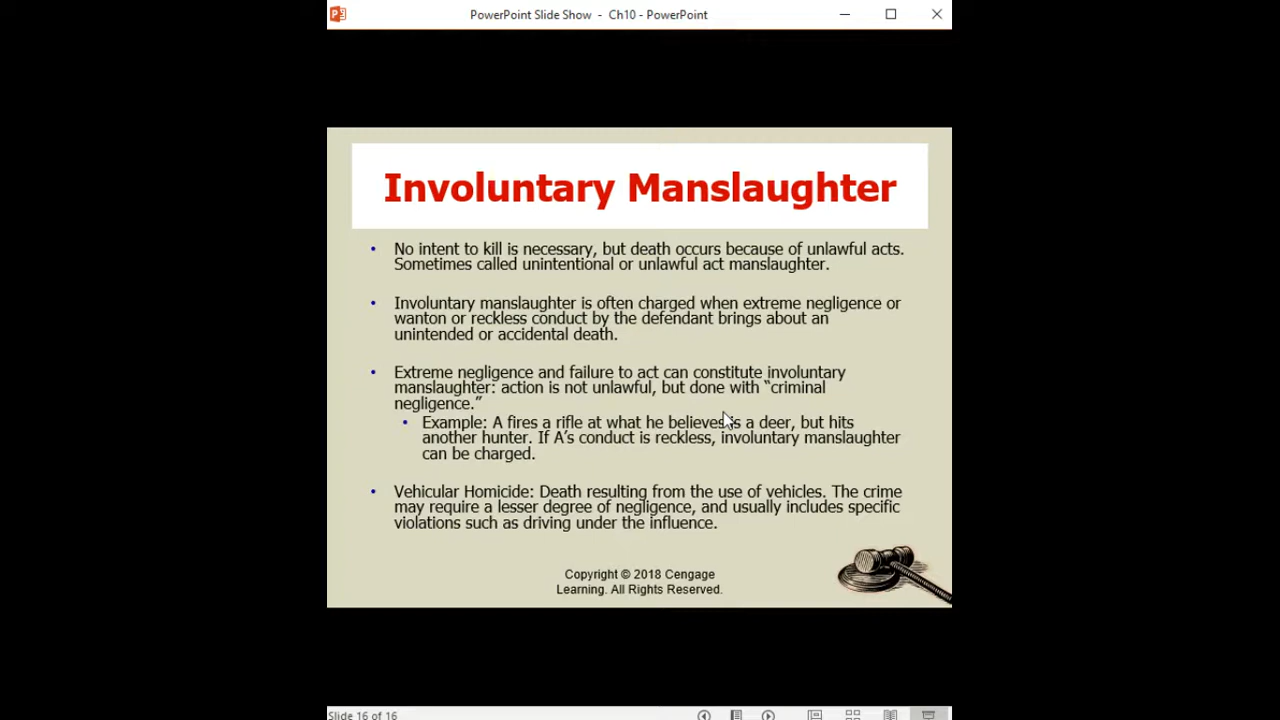 PowerPoint Slide Show - Ch10 - PowerPoint
Involuntary Manslaughter
• No intent to kill is necessary, but death occurs because of unlawful acts.
Sometimes called unintentional or unlawful act manslaughter.
• Involuntary manslaughter is often charged when extreme negligence or
wanton or reckless conduct by the defendant brings about an
unintended or accidental death.
• Extreme negligence and failure to act can constitute involuntary
manslaughter: action is not unlawful, but done with “criminal
negligence.”
• Example: A fires a rifle at what he believes is a deer, but hits
another hunter. If A’s conduct is reckless, involuntary manslaughter
can be charged.
• Vehicular Homicide: Death resulting from the use of vehicles. The crime
may require a lesser degree of negligence, and usually includes specific
violations such as driving under the influence.
Copyright © 2018 Cengage
Learning. All Rights Reserved.
Slide 16 of 16